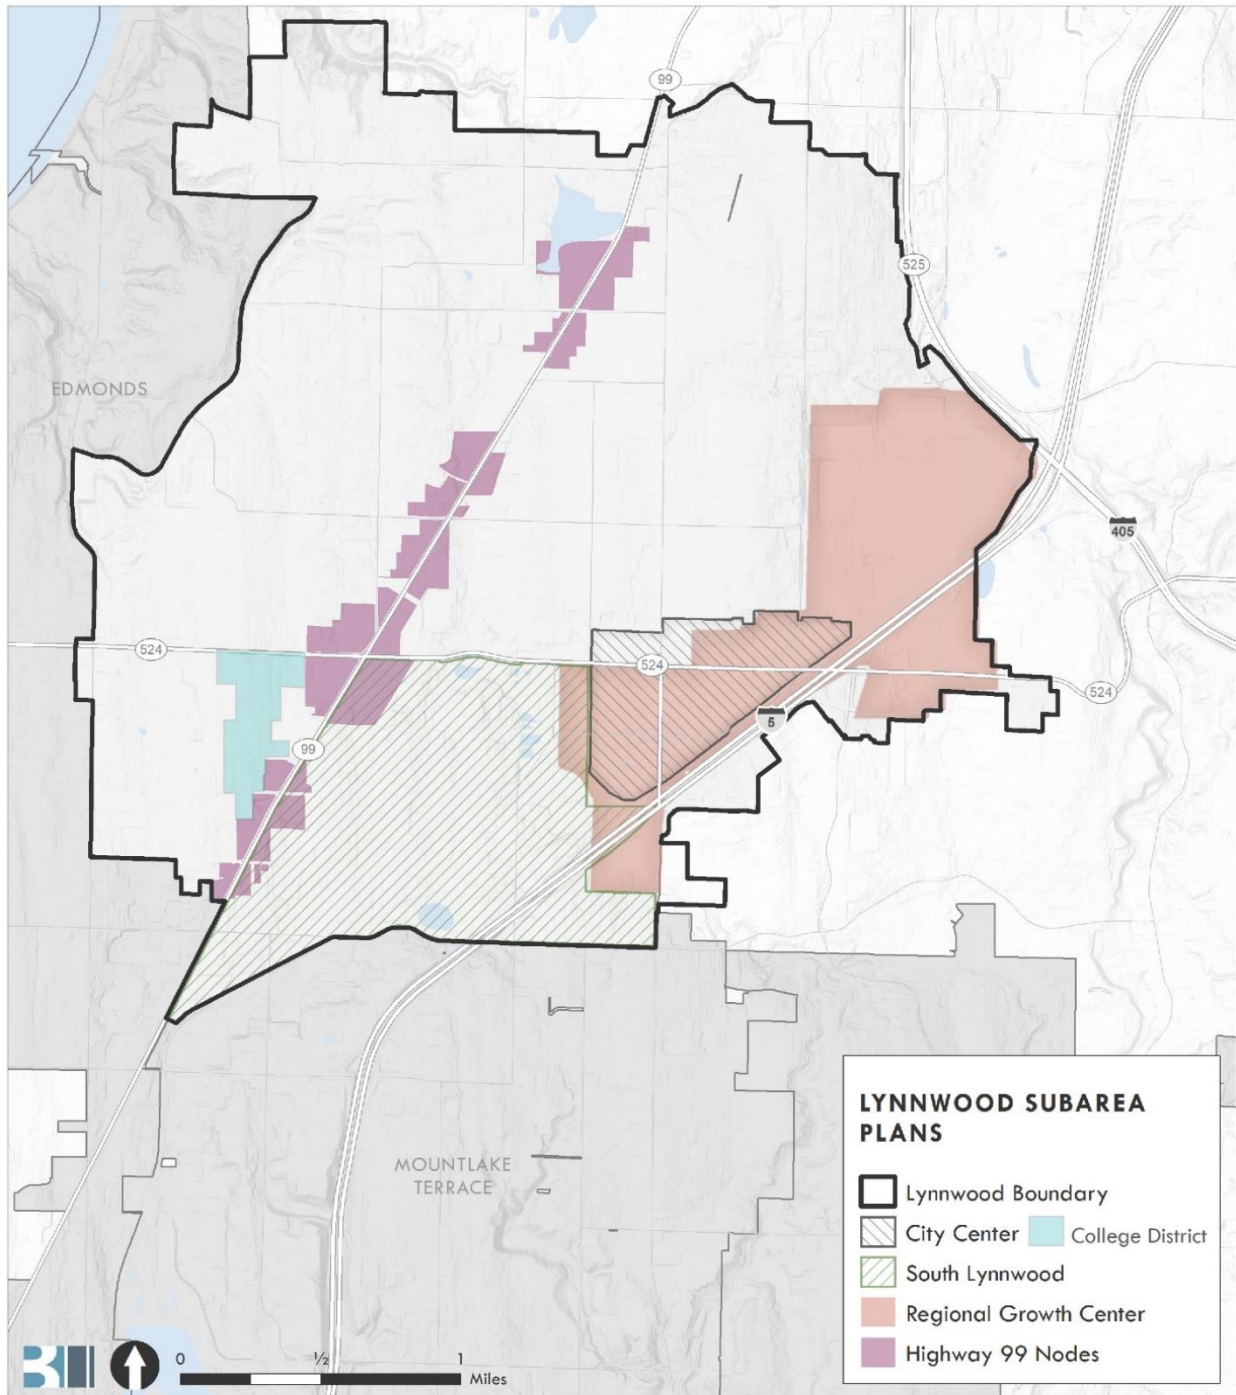 99
525
EDMONDS
405
524
524
524
5
99
MOUNTLAKE
TERRACE
LYNNWOOD SUBAREA
PLANS
Lynnwood Boundary
City Center College District
South Lynnwood
Regional Growth Center
Highway 99 Nodes
0 ½ 1
Miles